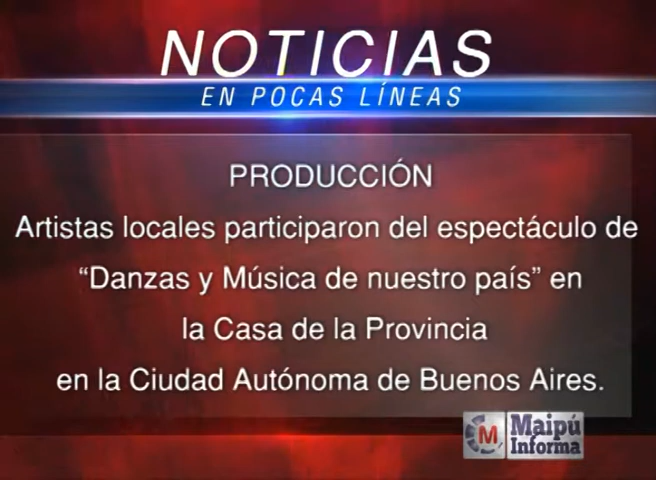 NOTICIAS
EN POCAS LÍNEAS
PRODUCCIÓN
Artistas locales participaron del espectáculo de
“Danzas y Música de nuestro país” en
la Casa de la Provincia
en la Ciudad Autónoma de Buenos Aires.
M Maipú
Informa